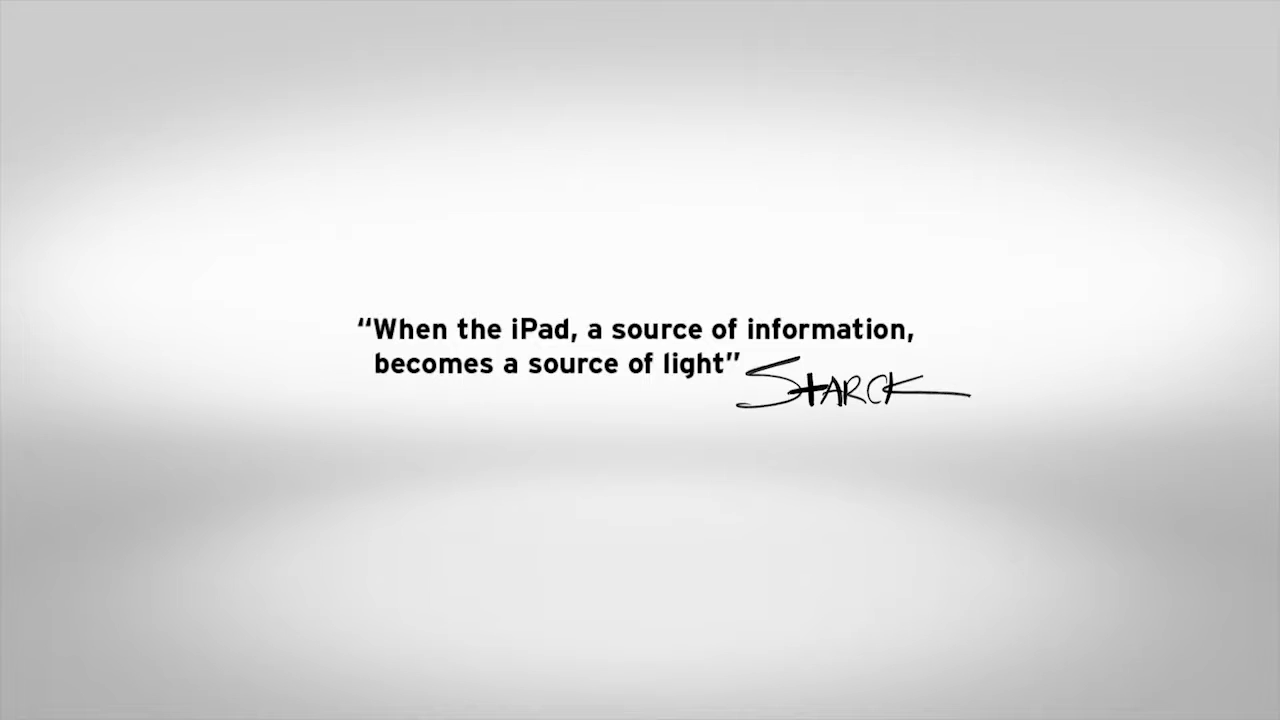 “When the iPad, a source of information,
becomes a source of light”
STARCK